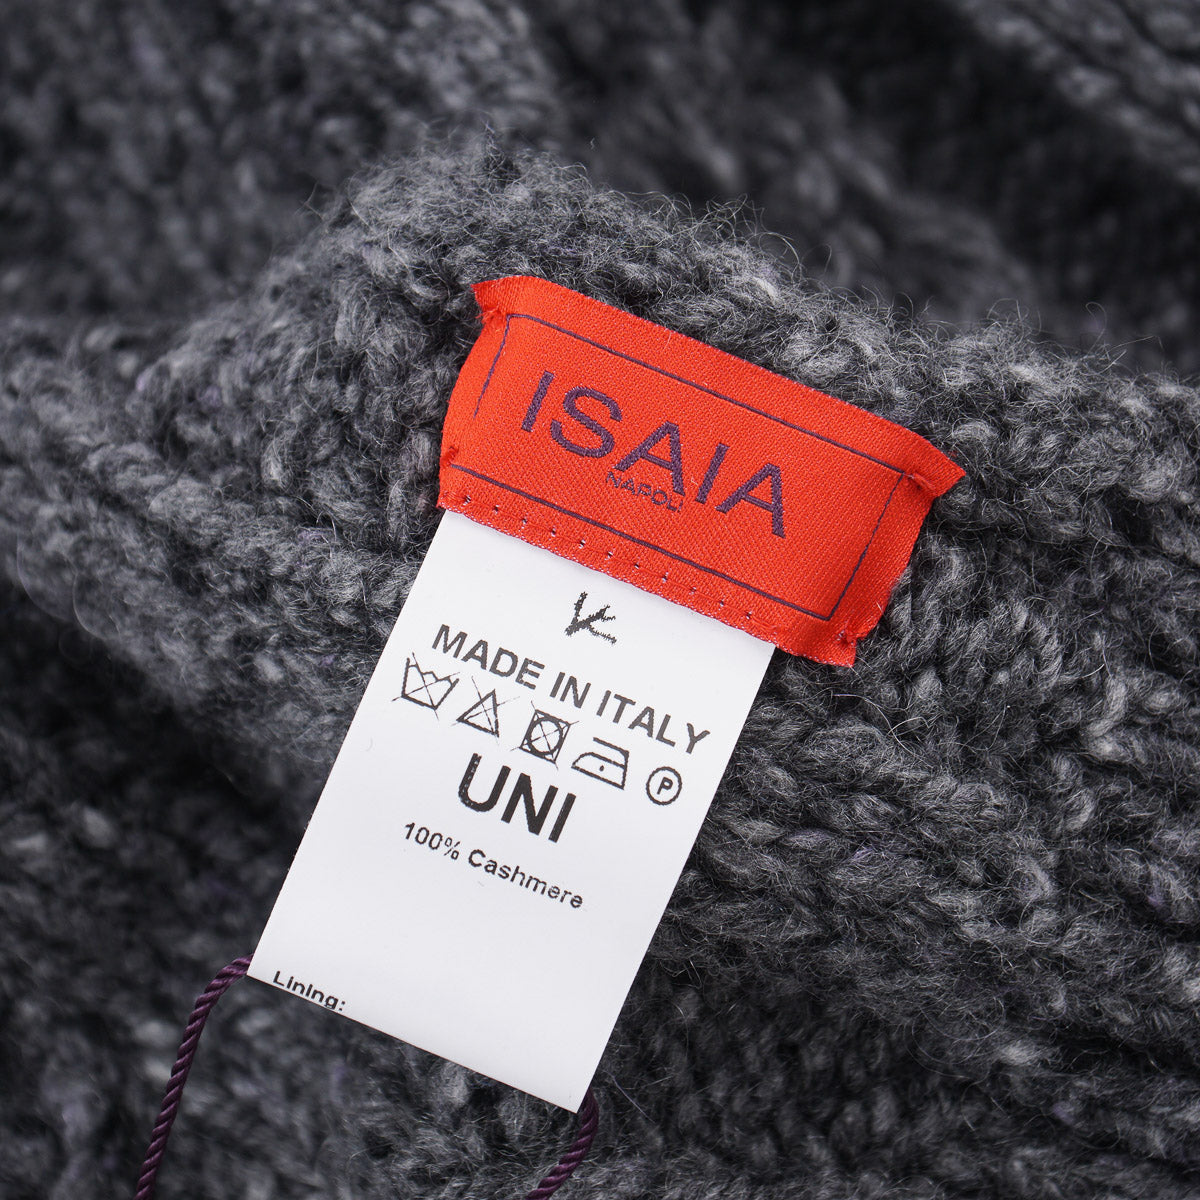 ISAIA
NAPOLI
MADE IN ITALY
P
UNI
100% Cashmere
Lining: